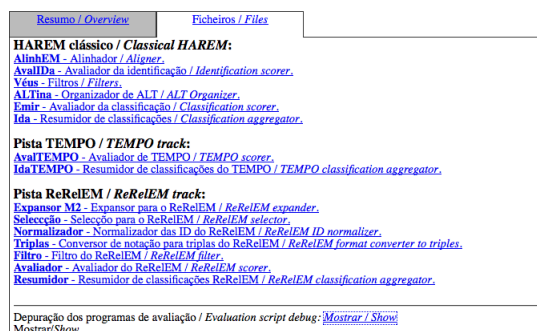 Resumo / Overview
Ficheiros / Files
HAREM clássico / Classical HAREM:
AlinhEM - Alinhador / Aligner.
AvalIDa - Avaliador da identificação / Identification scorer.
Véus - Filtros / Filters.
ALTina - Organizador de ALT / ALT Organizer.
Emir - Avaliador da classificação / Classification scorer.
Ida - Resumidor de classificações / Classification aggregator.
Pista TEMPO / TEMPO track:
AvalTEMPO - Avaliador de TEMPO / TEMPO scorer.
IdaTEMPO - Resumidor de classificações do TEMPO / TEMPO classification aggregator.
Pista ReRelEM / ReRelEM track:
Expansor M2 - Expansor para o ReRelEM / ReRelEM expander.
Seleccção - Selecção para o ReRelEM / ReRelEM selector.
Normalizador - Normalizador das ID do ReRelEM / ReRelEM ID normalizer.
Triplas - Conversor de notação para triplas do ReRelEM / ReRelEM format converter to triples.
Filtro - Filtro do ReRelEM / ReRelEM filter.
Avaliador - Avaliador do ReRelEM / ReRelEM scorer.
Resumidor - Resumidor de classificações ReRelEM / ReRelEM classification aggregator.
Depuração dos programas de avaliação / Evaluation script debug: Mostrar / Show
Mostrar/Show